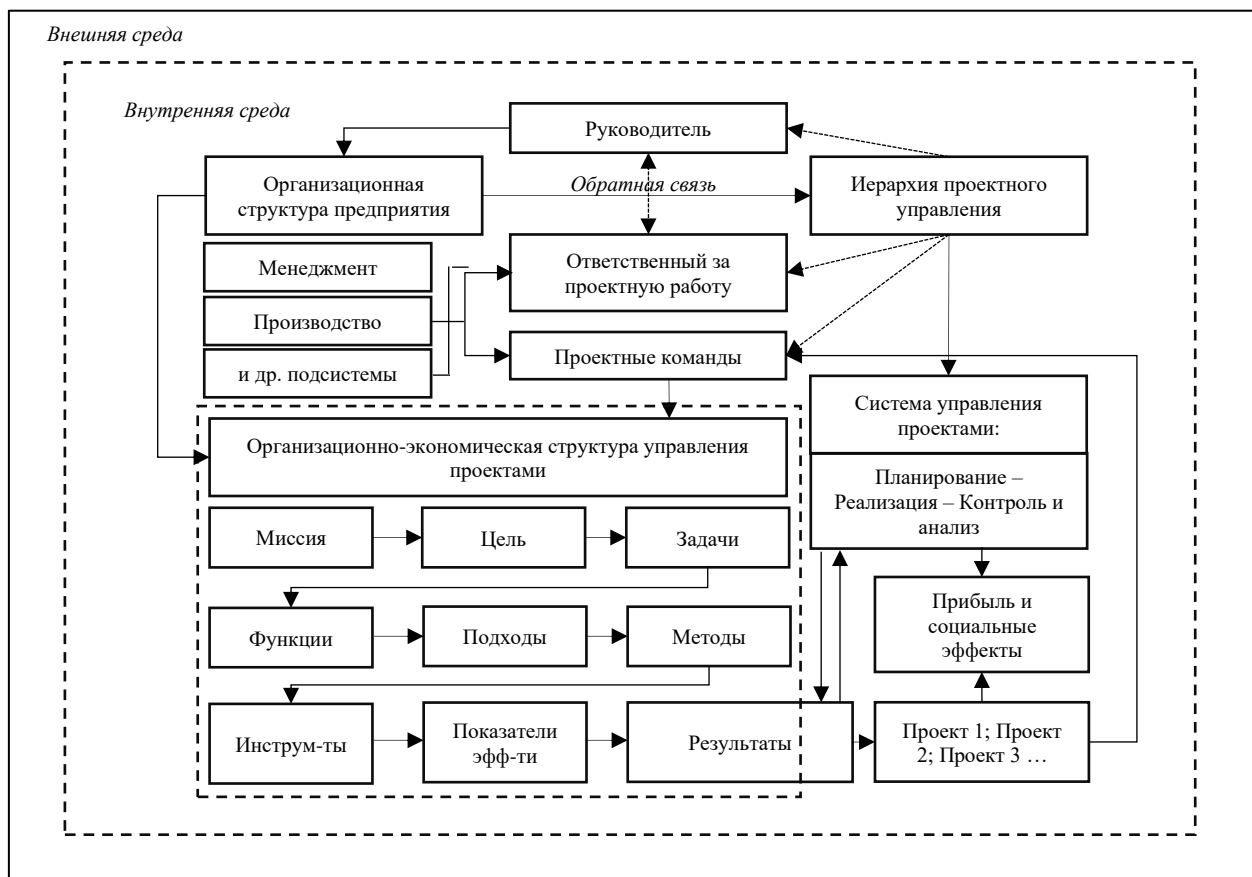 Внешняя среда
Внутренняя среда
Руководитель
Организационная
структура предприятия
Обратная связь
Иерархия проектного
управления
Менеджмент
Ответственный за
проектную работу
Производство
Проектные команды
и др. подсистемы
Система управления
проектами:
Организационно-экономическая структура управления
проектами
Планирование –
Реализация – Контроль и
анализ
Миссия
Цель
Задачи
Прибыль и
социальные
эффекты
Функции
Подходы
Методы
Инструм-ты
Показатели
эфф-ти
Результаты
Проект 1; Проект
2; Проект 3 …